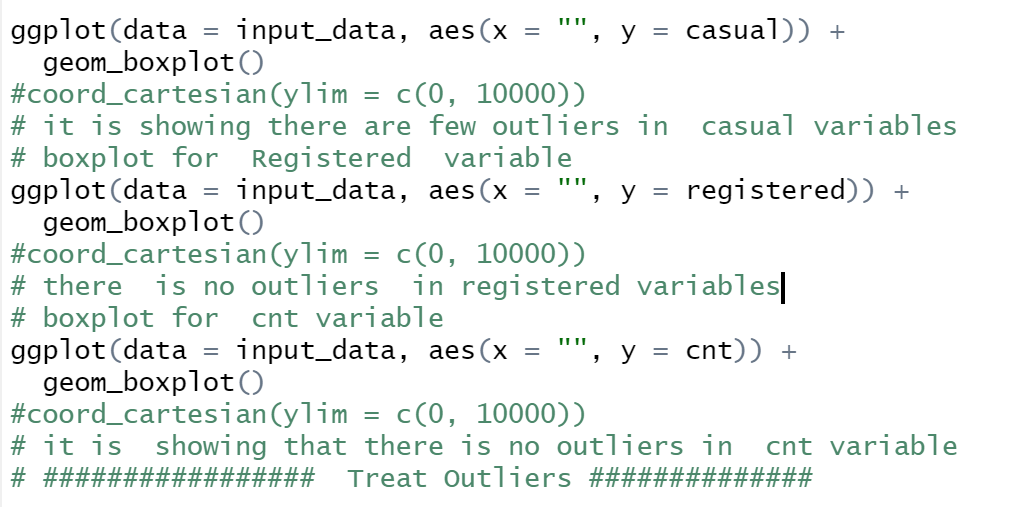 ggplot(data = input_data, aes(x = "", y = casual)) +
  geom_boxplot()
#coord_cartesian(ylim = c(0, 10000))
# it is showing there are few outliers in  casual variables
# boxplot for  Registered  variable
ggplot(data = input_data, aes(x = "", y = registered)) +
  geom_boxplot()
#coord_cartesian(ylim = c(0, 10000))
# there  is no outliers  in registered variables
# boxplot for  cnt variable
ggplot(data = input_data, aes(x = "", y = cnt)) +
  geom_boxplot()
#coord_cartesian(ylim = c(0, 10000))
# it is  showing that there is no outliers in  cnt variable
# #################  Treat Outliers ##############